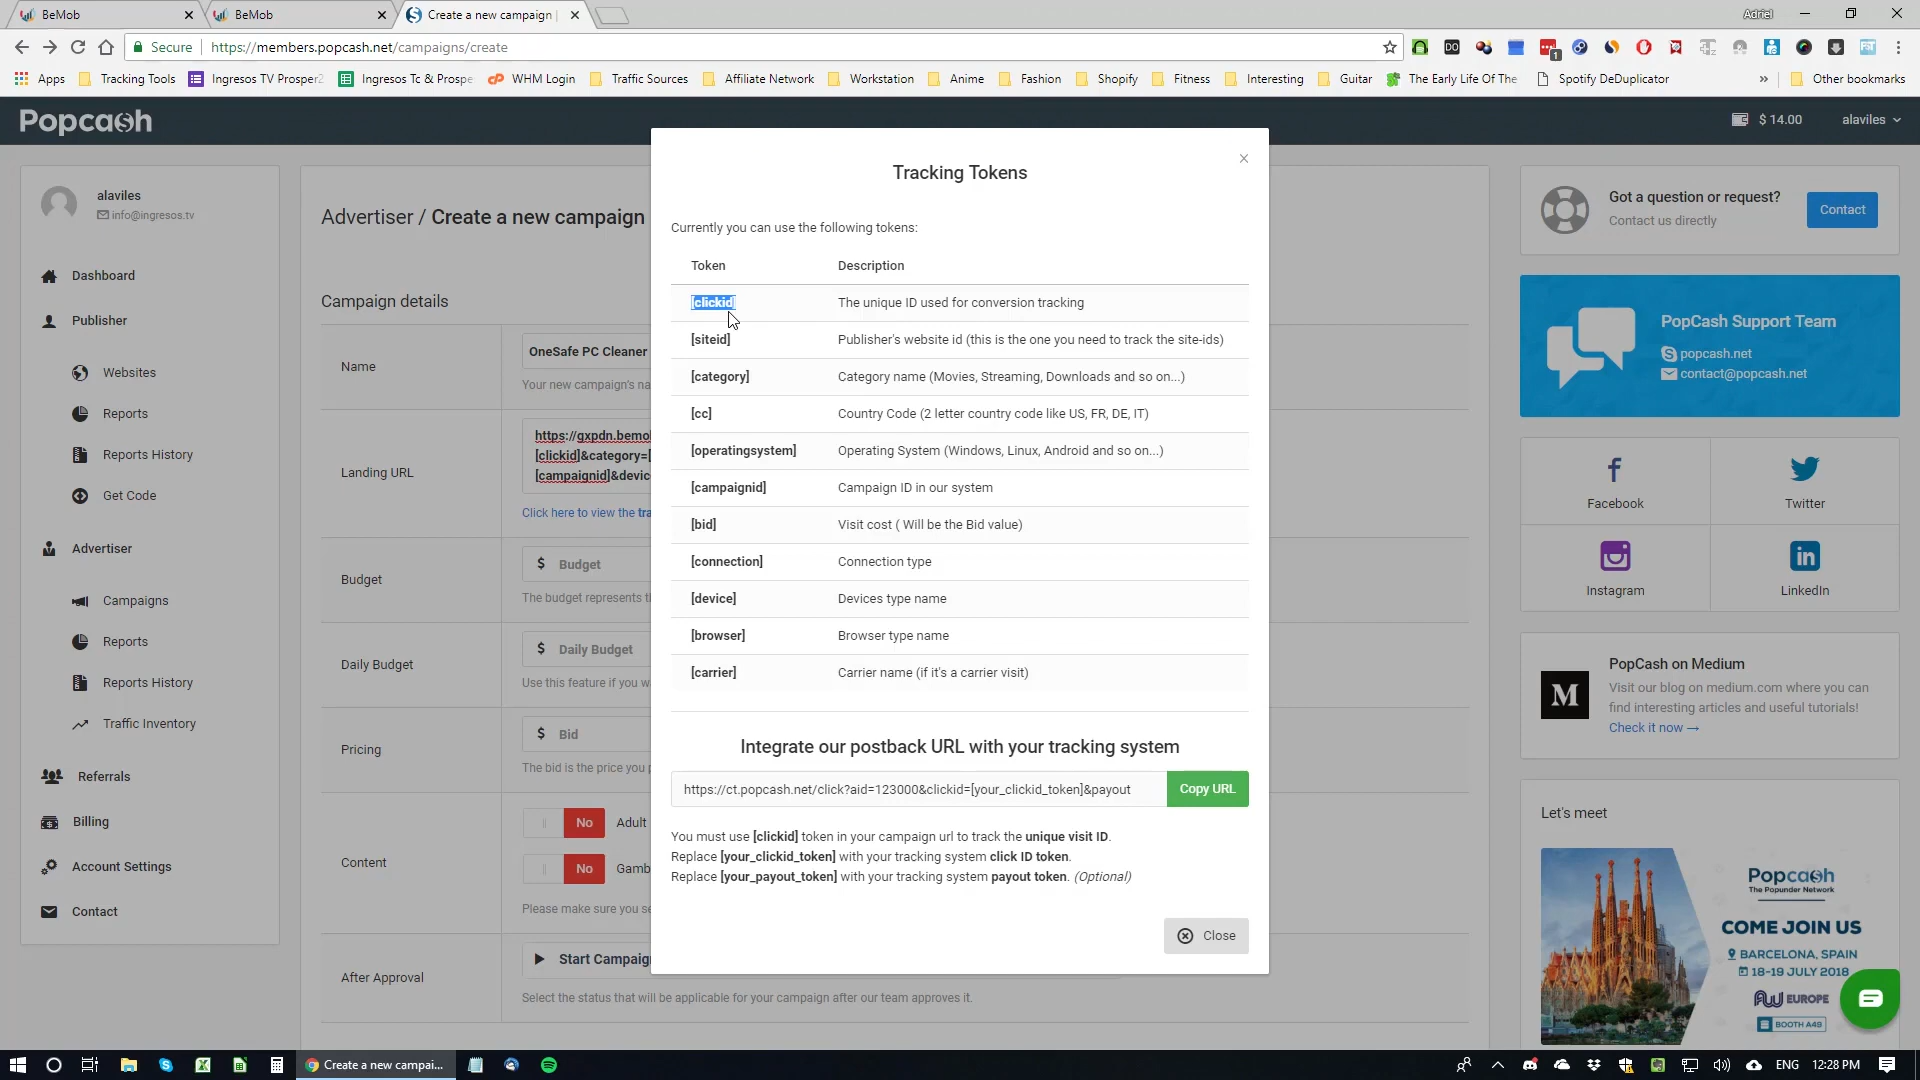 BeMob
BeMob
Create a new campaign
Adriel
Secure
https://members.popcash.net/campaigns/create
Apps
Tracking Tools
Ingresos TV Prosper2
Ingresos Tc & Prospe
WHM Login
Traffic Sources
Affiliate Network
Workstation
Anime
Fashion
Shopify
Fitness
Interesting
Guitar
The Early Life Of The
Spotify DeDuplicator
»
Other bookmarks
Popcash
$ 14.00
alaviles
alaviles
info@ingresos.tv
Dashboard
Publisher
Websites
Reports
Reports History
Get Code
Advertiser
Campaigns
Reports
Reports History
Traffic Inventory
Referrals
Billing
Account Settings
Contact
Advertiser / Create a new campaign
Campaign details
Name
OneSafe PC Cleaner
Your new campaign's na
Landing URL
https://gxpdn.bemol
[clickid]&category=[
[campaignid]&devic
Click here to view the tra
Budget
$ Budget
The budget represents t
Daily Budget
$ Daily Budget
Use this feature if you wa
Pricing
$ Bid
The bid is the price you p
Content
No Adult
No Gamb
Please make sure you se
After Approval
Start Campaig
Select the status that will be applicable for your campaign after our team approves it.
Tracking Tokens
×
Currently you can use the following tokens:
Token Description
[clickid] The unique ID used for conversion tracking
[siteid] Publisher's website id (this is the one you need to track the site-ids)
[category] Category name (Movies, Streaming, Downloads and so on...)
[cc] Country Code (2 letter country code like US, FR, DE, IT)
[operatingsystem] Operating System (Windows, Linux, Android and so on...)
[campaignid] Campaign ID in our system
[bid] Visit cost ( Will be the Bid value)
[connection] Connection type
[device] Devices type name
[browser] Browser type name
[carrier] Carrier name (if it's a carrier visit)
Integrate our postback URL with your tracking system
https://ct.popcash.net/click?aid=123000&clickid=[your_clickid_token]&payout
Copy URL
You must use [clickid] token in your campaign url to track the unique visit ID.
Replace [your_clickid_token] with your tracking system click ID token.
Replace [your_payout_token] with your tracking system payout token. (Optional)
Close
Got a question or request?
Contact us directly
Contact
PopCash Support Team
popcash.net
contact@popcash.net
Facebook
Twitter
Instagram
LinkedIn
M
PopCash on Medium
Visit our blog on medium.com where you can
find interesting articles and useful tutorials!
Check it now →
Let's meet
Popcash
The Popunder Network
COME JOIN US
BARCELONA, SPAIN
18-19 JULY 2018
AW EUROPE
BOOTH A49
Create a new campai...
ENG
12:28 PM